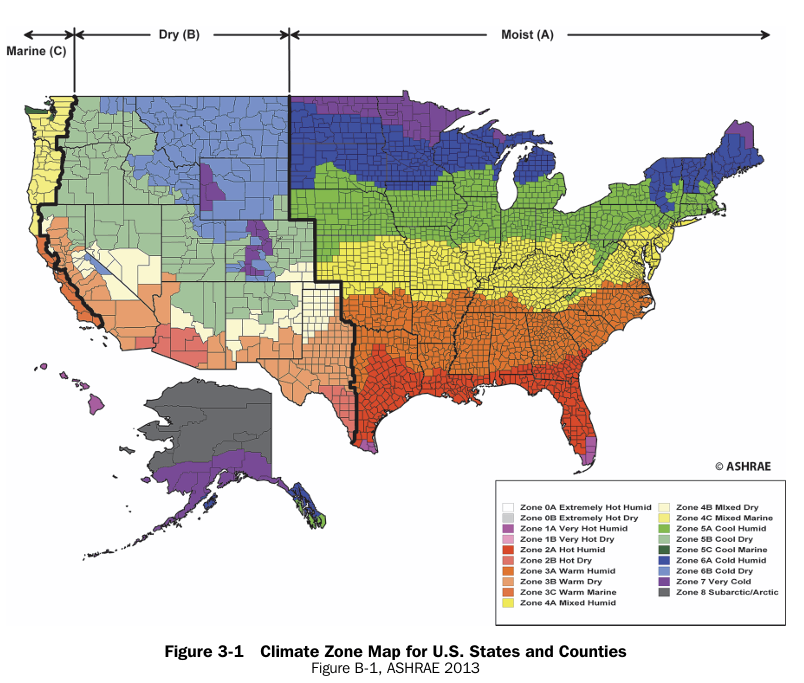 Marine (C)
Dry (B)
Moist (A)
© ASHRAE
Zone 0A Extremely Hot Humid
Zone 0B Extremely Hot Dry
Zone 1A Very Hot Humid
Zone 1B Very Hot Dry
Zone 2A Hot Humid
Zone 2B Hot Dry
Zone 3A Warm Humid
Zone 3B Warm Dry
Zone 3C Warm Marine
Zone 4A Mixed Humid
Zone 4B Mixed Dry
Zone 4C Mixed Marine
Zone 5A Cool Humid
Zone 5B Cool Dry
Zone 5C Cool Marine
Zone 6A Cold Humid
Zone 6B Cold Dry
Zone 7 Very Cold
Zone 8 Subarctic/Arctic
Figure 3-1 Climate Zone Map for U.S. States and Counties
Figure B-1, ASHRAE 2013